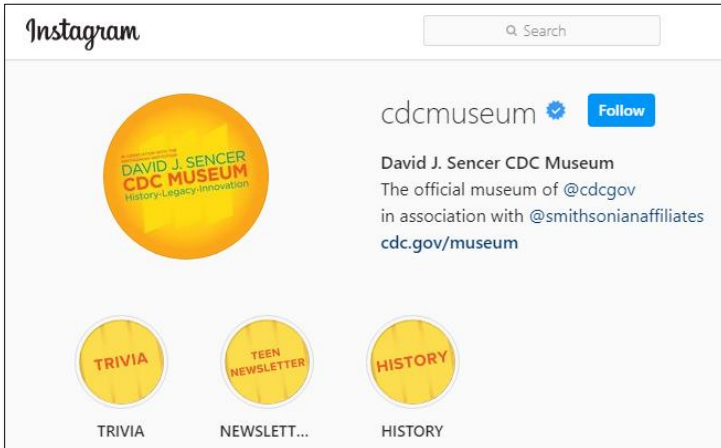 Instagram
Search
cdcmuseum
Follow
DAVID J. SENCER
CDC MUSEUM
History-Legacy-Innovation
David J. Sencer CDC Museum
The official museum of @cdcgov
in association with @smithsonianaffiliates
cdc.gov/museum
TRIVIA
TEEN
NEWSLETTER
HISTORY
TRIVIA
NEWSLETT...
HISTORY